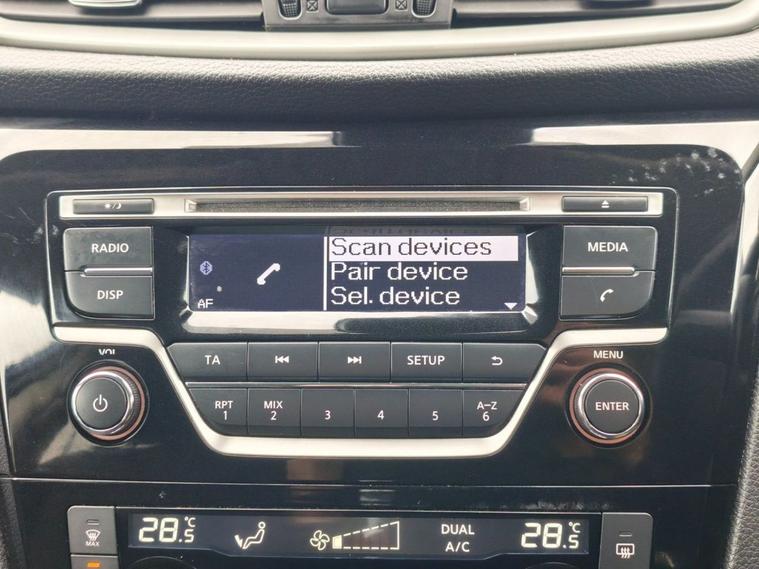 RADIO
DISP
AF
Scan devices
Pair device
Sel. device
MEDIA
VOL
TA
SETUP
MENU
RPT
1
MIX
2
3
4
5
A-Z
6
ENTER
MAX
28.5°C
DUAL
A/C
28.5°C